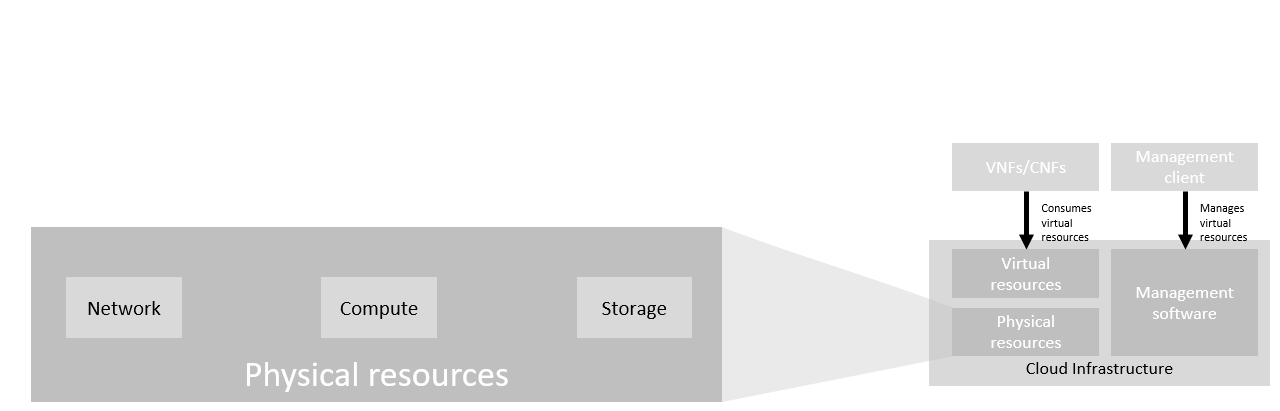 VNFs/CNFs
Management
client
Consumes
virtual
resources
Manages
virtual
resources
Virtual
resources
Management
software
Physical
resources
Cloud Infrastructure
Network
Compute
Storage
Physical resources